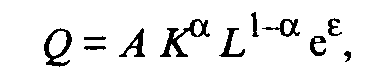 Q = A K^α L^{1-α} e^ε,